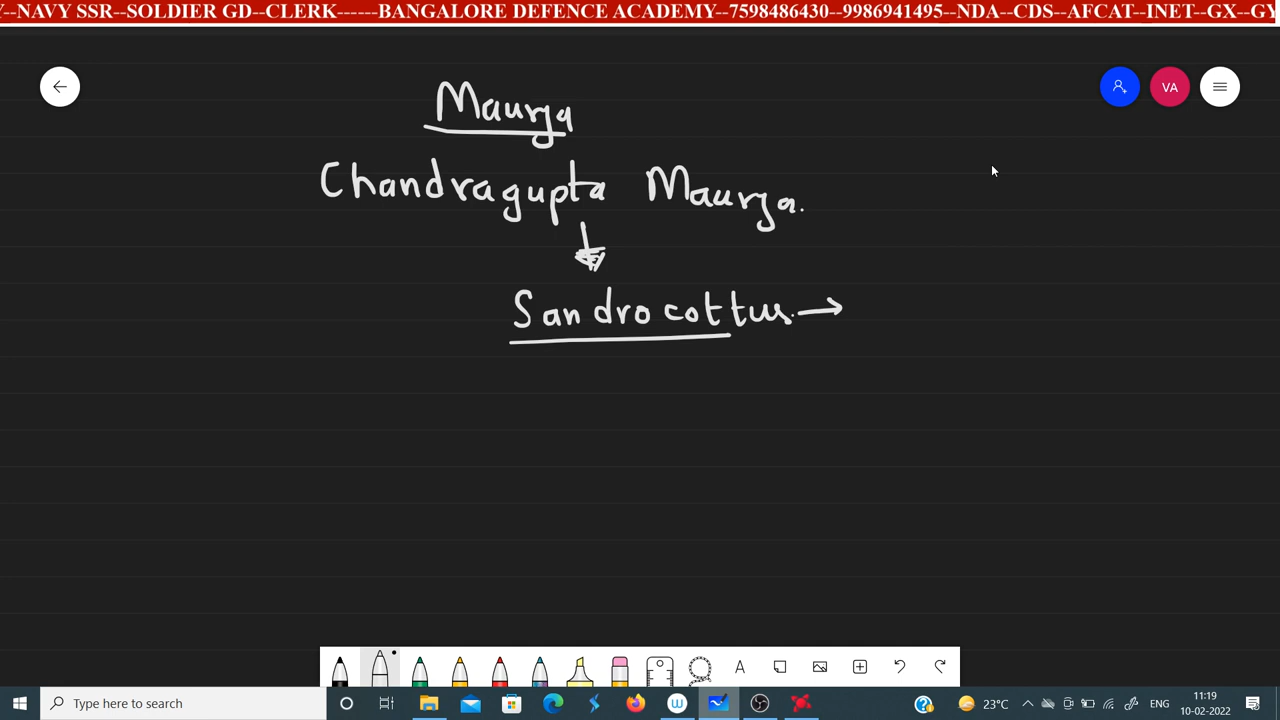 Y--NAVY SSR--SOLDIER GD--CLERK------BANGALORE DEFENCE ACADEMY--7598486430--9986941495--NDA--CDS--AFCAT--INET--GX--GY
VA
Maurya
Chandragupta Maurya.
Sandrocottus. →
A
Type here to search
23°C
ENG
11:19
10-02-2022